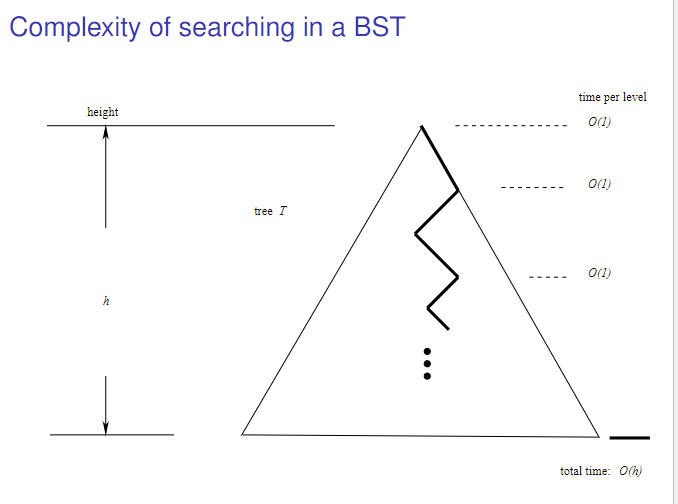 Complexity of searching in a BST
time per level
height
O(1)
O(1)
tree T
O(1)
h
total time: O(h)